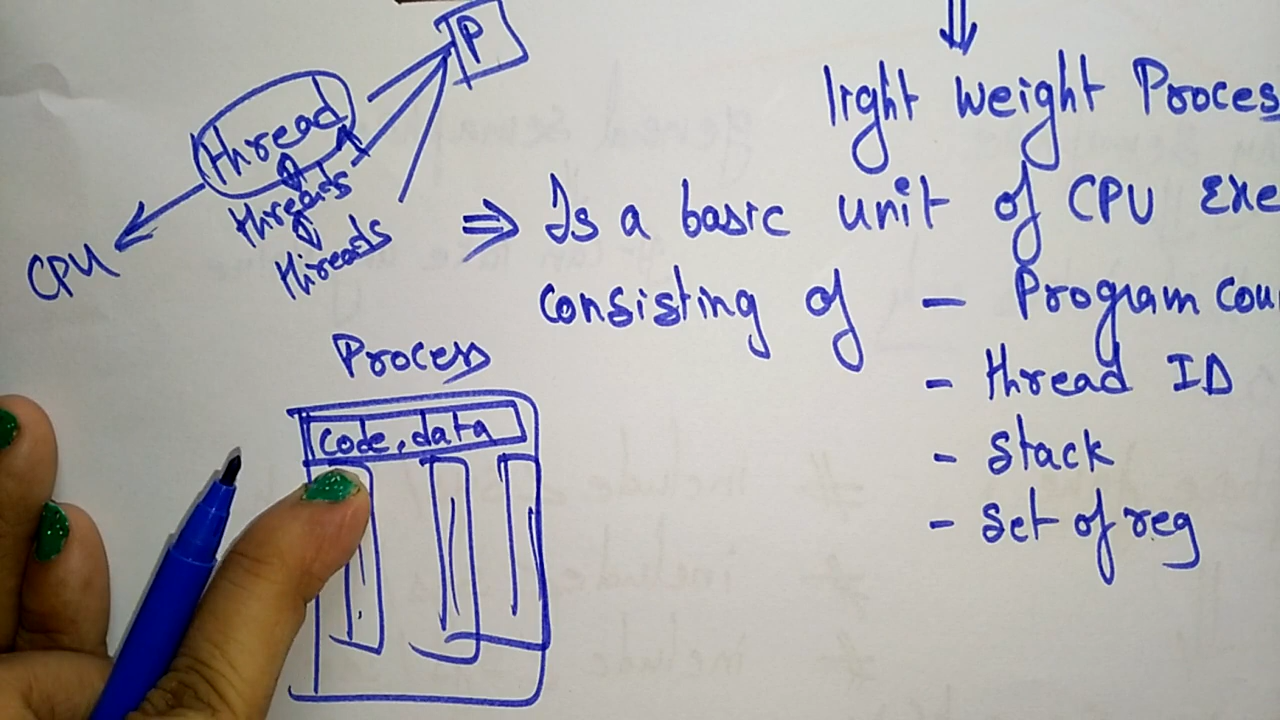 P
light weight Process
thread
threads
threads
CPU
⇒ Is a basic unit of CPU Exe
consisting of – Program Cou
– thread ID
– stack
– set of reg
Process
code, data